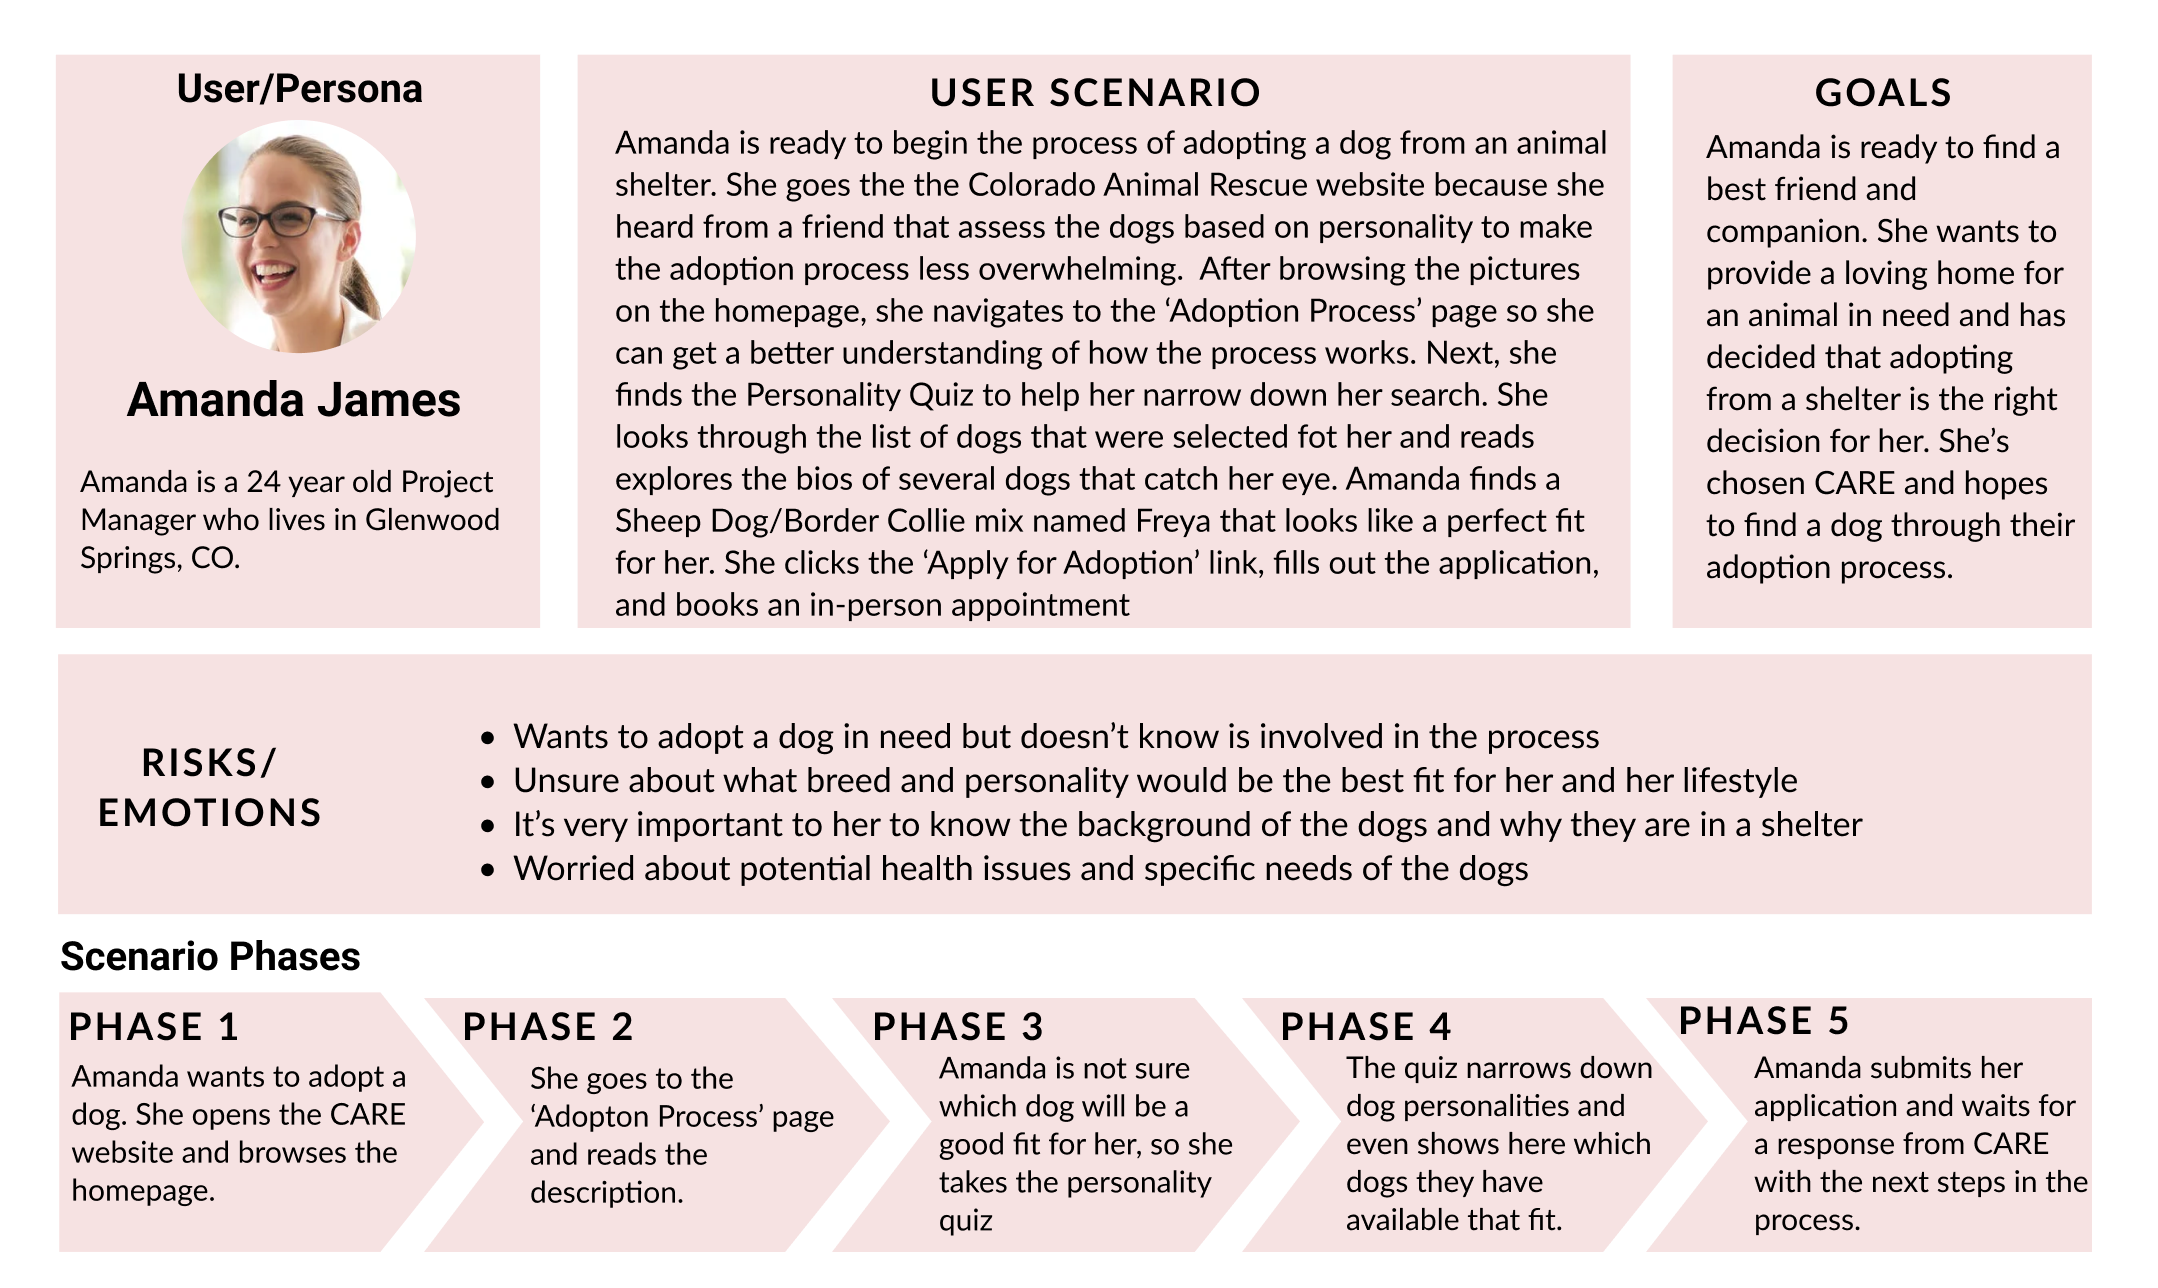 User/Persona
Amanda James
Amanda is a 24 year old Project
Manager who lives in Glenwood
Springs, CO.
USER SCENARIO
Amanda is ready to begin the process of adopting a dog from an animal
shelter. She goes the the Colorado Animal Rescue website because she
heard from a friend that assess the dogs based on personality to make
the adoption process less overwhelming.  After browsing the pictures
on the homepage, she navigates to the ‘Adoption Process’ page so she
can get a better understanding of how the process works. Next, she
finds the Personality Quiz to help her narrow down her search. She
looks through the list of dogs that were selected fot her and reads
explores the bios of several dogs that catch her eye. Amanda finds a
Sheep Dog/Border Collie mix named Freya that looks like a perfect fit
for her. She clicks the ‘Apply for Adoption’ link, fills out the application,
and books an in-person appointment
GOALS
Amanda is ready to find a
best friend and
companion. She wants to
provide a loving home for
an animal in need and has
decided that adopting
from a shelter is the right
decision for her. She’s
chosen CARE and hopes
to find a dog through their
adoption process.
RISKS/
EMOTIONS
• Wants to adopt a dog in need but doesn’t know is involved in the process
• Unsure about what breed and personality would be the best fit for her and her lifestyle
• It’s very important to her to know the background of the dogs and why they are in a shelter
• Worried about potential health issues and specific needs of the dogs
Scenario Phases
PHASE 1
Amanda wants to adopt a
dog. She opens the CARE
website and browses the
homepage.
PHASE 2
She goes to the
‘Adopton Process’ page
and reads the
description.
PHASE 3
Amanda is not sure
which dog will be a
good fit for her, so she
takes the personality
quiz
PHASE 4
The quiz narrows down
dog personalities and
even shows here which
dogs they have
available that fit.
PHASE 5
Amanda submits her
application and waits for
a response from CARE
with the next steps in the
process.